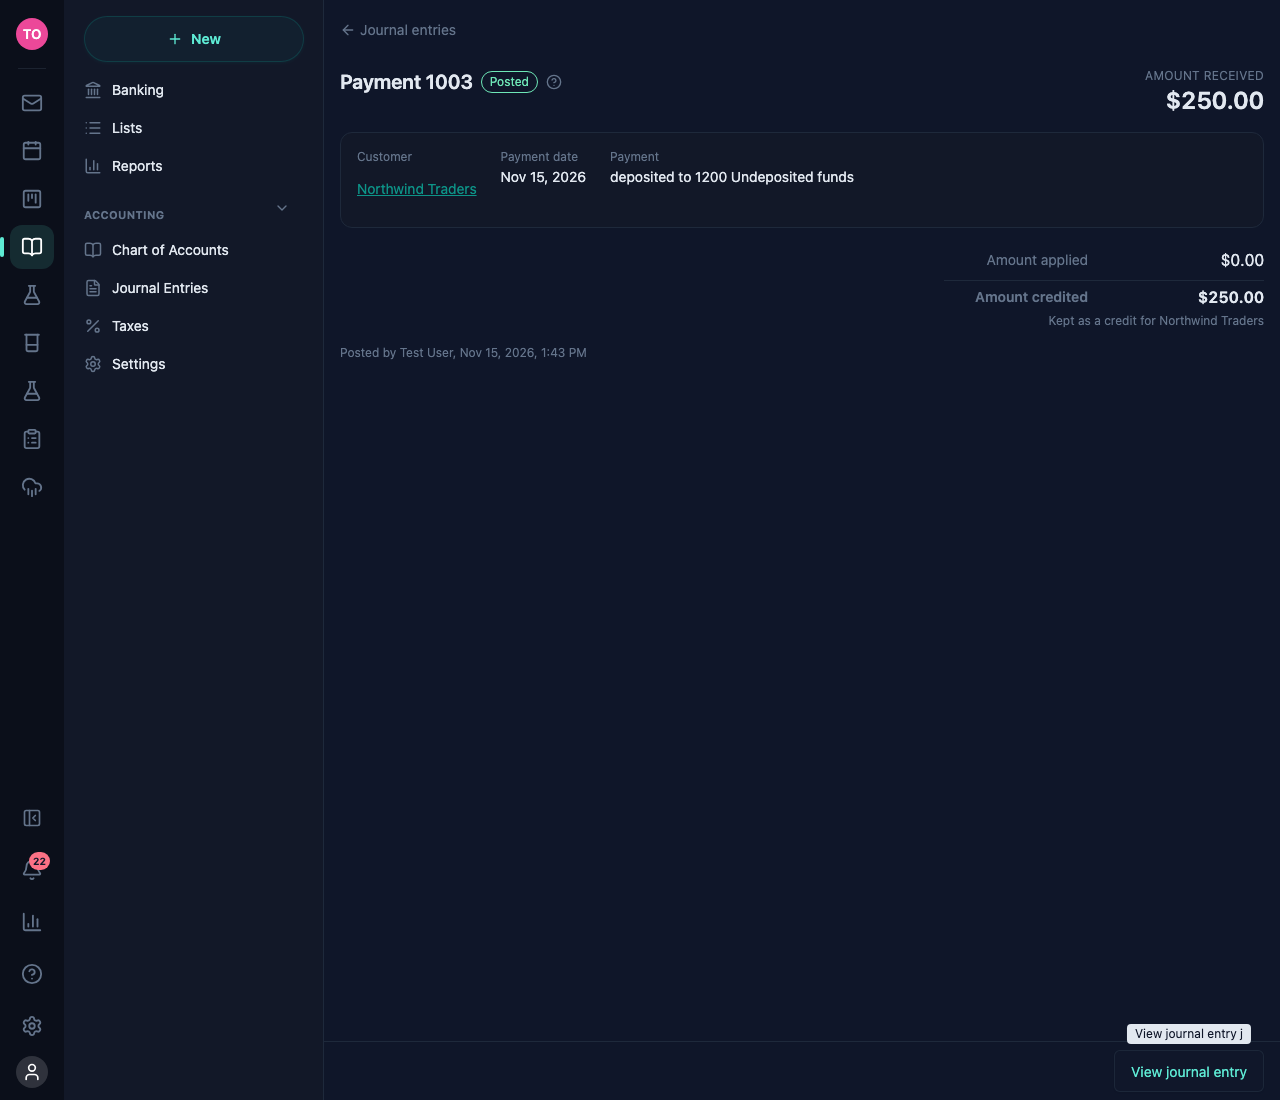 TO
New
Banking
Lists
Reports
ACCOUNTING
Chart of Accounts
Journal Entries
Taxes
Settings
22
Journal entries
Payment 1003
Posted
AMOUNT RECEIVED
$250.00
Customer
Northwind Traders
Payment date
Nov 15, 2026
Payment
deposited to 1200 Undeposited funds
Amount applied $0.00
Amount credited $250.00
Kept as a credit for Northwind Traders
Posted by Test User, Nov 15, 2026, 1:43 PM
View journal entry j
View journal entry